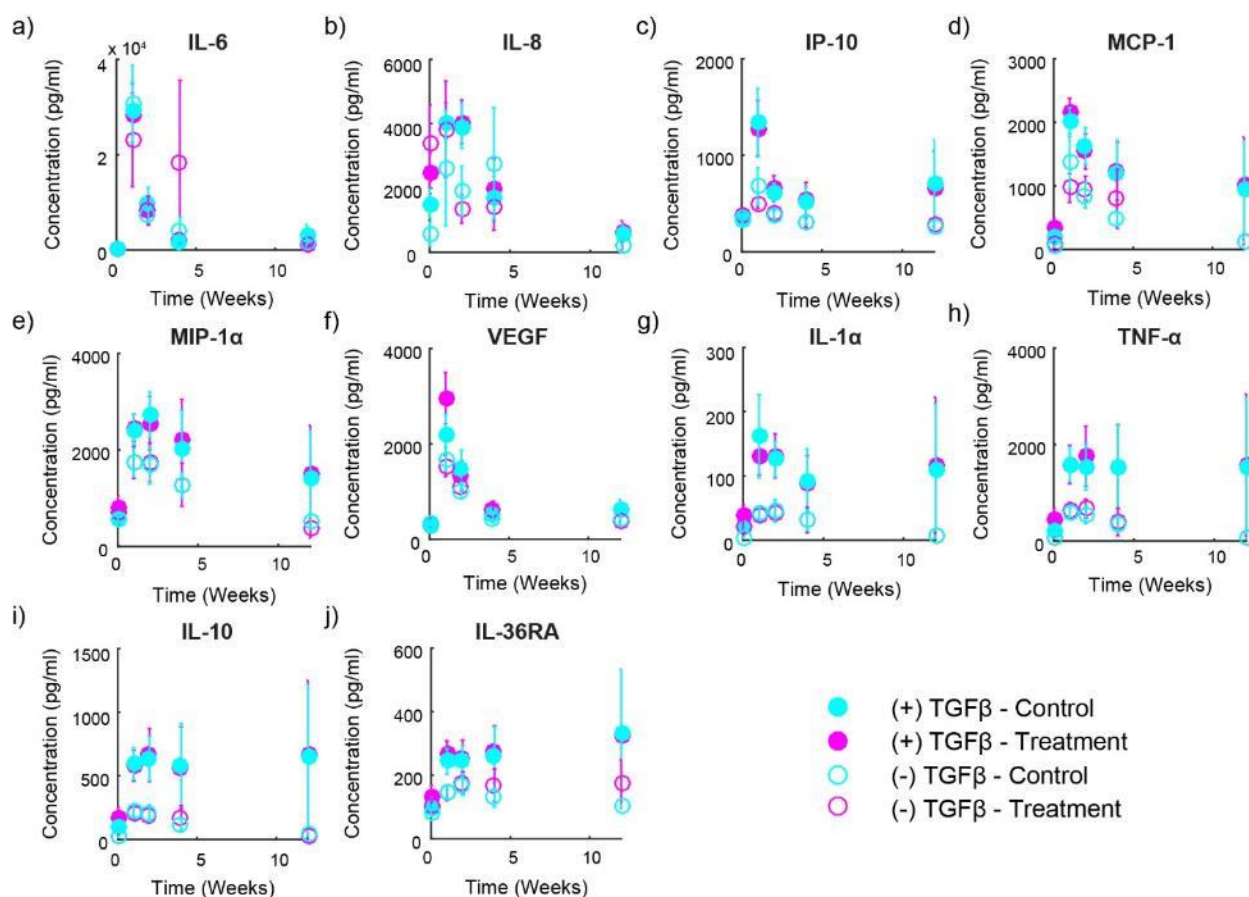 a)
IL-6
x 10⁴
4
2
0
Concentration (pg/ml)
0 5 10
Time (Weeks)
b)
IL-8
6000
4000
2000
0
Concentration (pg/ml)
0 5 10
Time (Weeks)
c)
IP-10
2000
1000
0
Concentration (pg/ml)
0 5 10
Time (Weeks)
d)
MCP-1
3000
2000
1000
0
Concentration (pg/ml)
0 5 10
Time (Weeks)
e)
MIP-1α
4000
2000
0
Concentration (pg/ml)
0 5 10
Time (Weeks)
f)
VEGF
4000
2000
0
Concentration (pg/ml)
0 5 10
Time (Weeks)
g)
IL-1α
300
200
100
0
Concentration (pg/ml)
0 5 10
Time (Weeks)
h)
TNF-α
4000
2000
0
Concentration (pg/ml)
0 5 10
Time (Weeks)
i)
IL-10
1500
1000
500
0
Concentration (pg/ml)
0 5 10
Time (Weeks)
j)
IL-36RA
600
400
200
0
Concentration (pg/ml)
0 5 10
Time (Weeks)
(+) TGFβ - Control
(+) TGFβ - Treatment
(-) TGFβ - Control
(-) TGFβ - Treatment